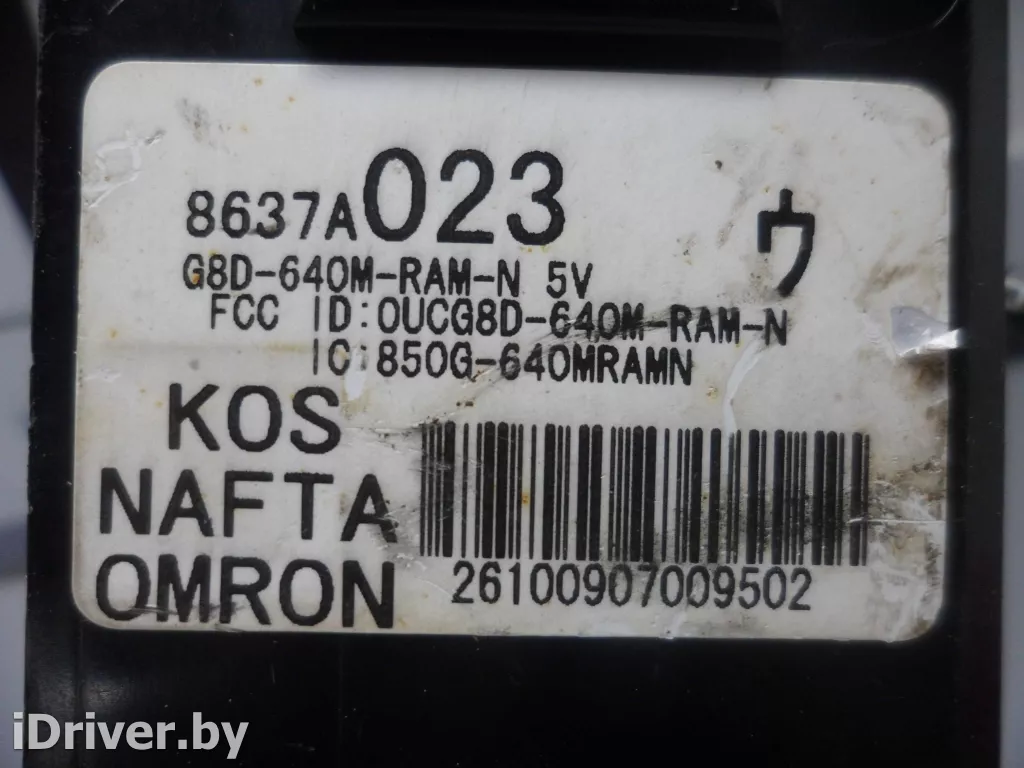 8637A023
ウ
G8D-640M-RAM-N 5V
FCC ID:OUCG8D-640M-RAM-N
IC:850G-640MRAMN
KOS
NAFTA
OMRON
26100907009502
iDriver.by